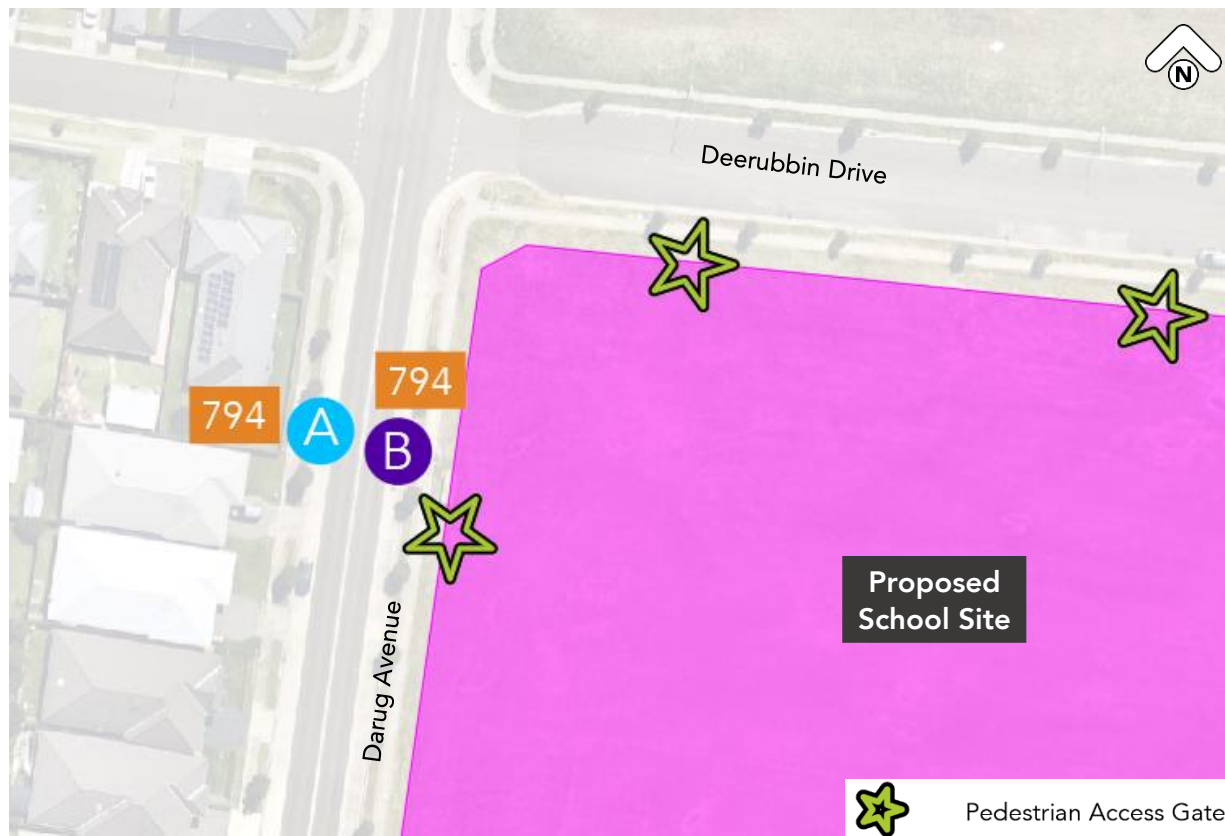 N
Deerubbin Drive
794
794
A
B
Proposed
School Site
Darug Avenue
Pedestrian Access Gate